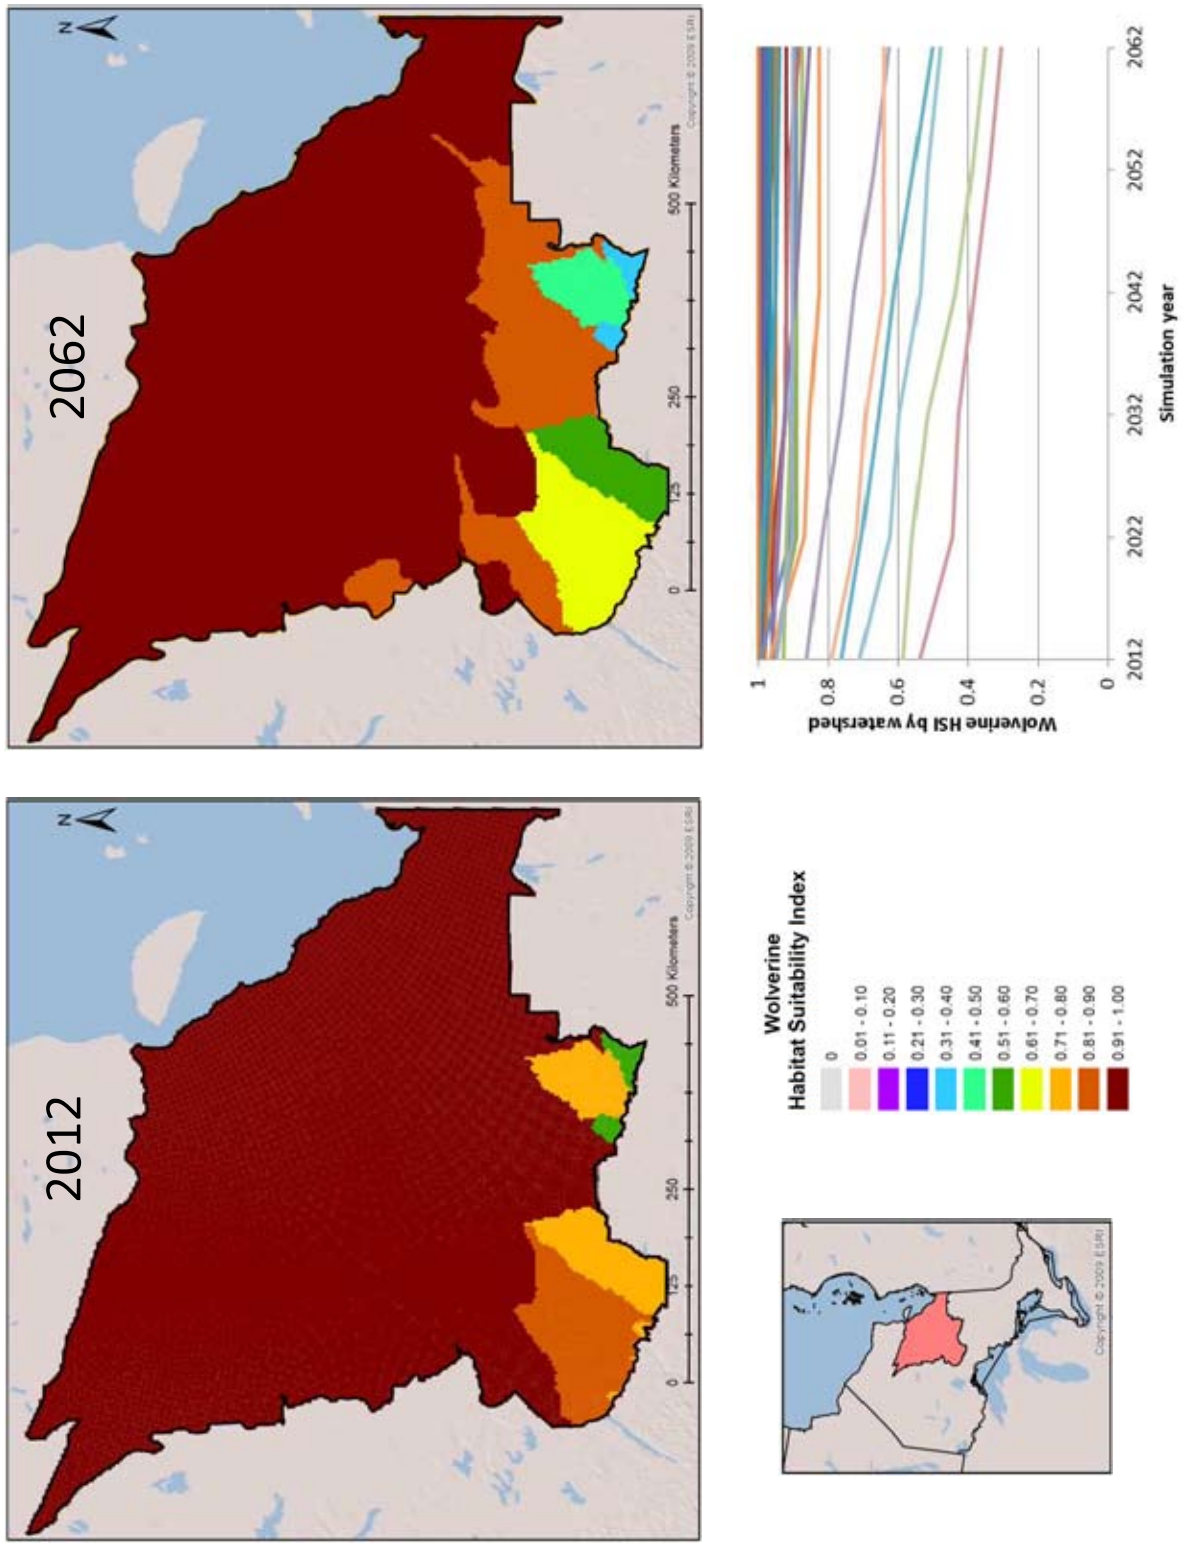 2012
N
0
125
250
500 Kilometers
Copyright © 2009 ESRI
2062
N
0
125
250
500 Kilometers
Copyright © 2009 ESRI
Copyright © 2009 ESRI
Wolverine
Habitat Suitability Index
0
0.01 - 0.10
0.11 - 0.20
0.21 - 0.30
0.31 - 0.40
0.41 - 0.50
0.51 - 0.60
0.61 - 0.70
0.71 - 0.80
0.81 - 0.90
0.91 - 1.00
Wolverine HSI by watershed
1
0.8
0.6
0.4
0.2
0
2012
2022
2032
2042
2052
2062
Simulation year